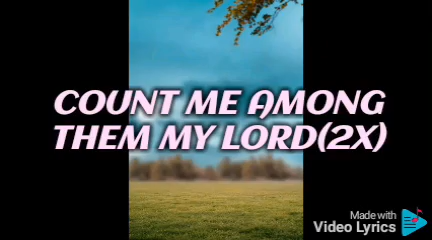 COUNT ME AMONG
THEM MY LORD(2X)
Made with
Video Lyrics